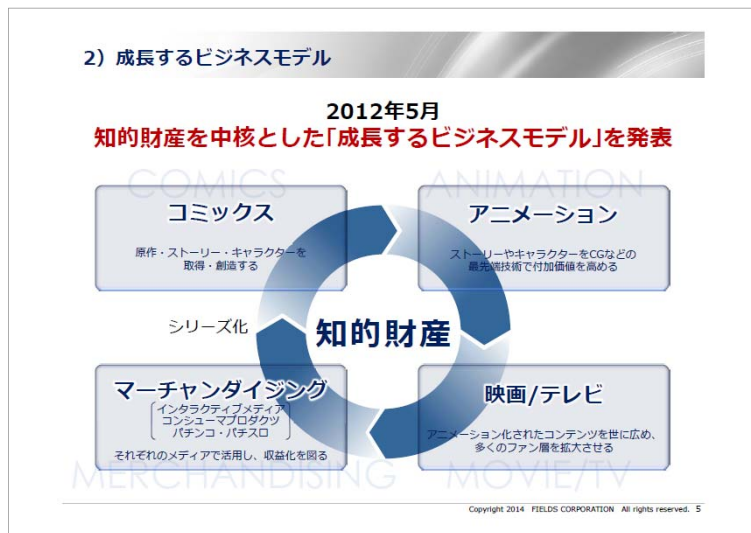 2）成長するビジネスモデル
2012年5月
知的財産を中核とした｢成長するビジネスモデル｣を発表
COMICS
コミックス
原作・ストーリー・キャラクターを
取得・創造する
ANIMATION
アニメーション
ストーリーやキャラクターをCGなどの
最先端技術で付加価値を高める
シリーズ化
知的財産
マーチャンダイジング
インタラクティブメディア
コンシューマプロダクツ
パチンコ・パチスロ
それぞれのメディアで活用し、収益化を図る
MERCHANDISING
映画/テレビ
アニメーション化されたコンテンツを世に広め、
多くのファン層を拡大させる
MOVIE/TV
Copyright 2014 FIELDS CORPORATION All rights reserved. 5